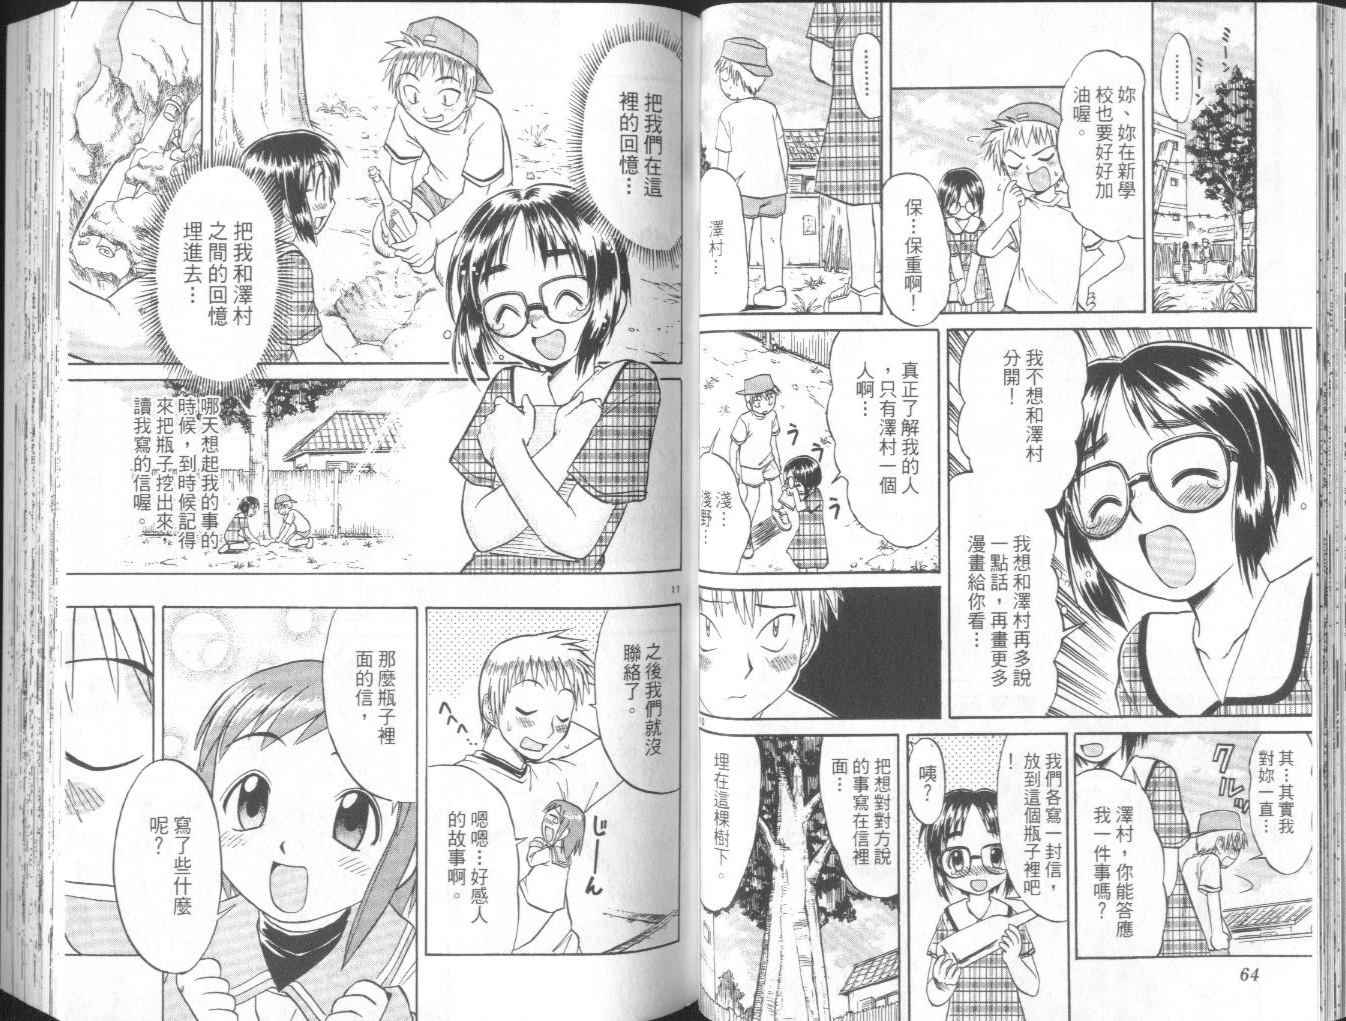 ミーン
ミーン
………
妳、妳在新學
校也要好好加
油喔。
保…保重啊！
………
澤村…
我不想和澤村
分開！
我想和澤村再多說
一點話，再畫更多
漫畫給你看…
真正了解我的人
，只有澤村一個
人啊…
う
う
淺…
淺野…
其…其實我
對妳一直…
クルッ
澤村，你能答應
我一件事嗎？
我們各寫一封信，
放到這個瓶子裡吧
！
咦？
把想對對方說
的事寫在信裡
面…
埋在這棵樹下。
64
把我們在這
裡的回憶…
把我和澤村
之間的回憶
埋進去…
哪天想起我的事的
時候，到時候記得
來把瓶子挖出來，
讀我寫的信喔。
11
之後我們就沒
聯絡了。
じーん
嗯嗯…好感人
的故事啊。
那麼瓶子裡
面的信，
寫了些什麼
呢？